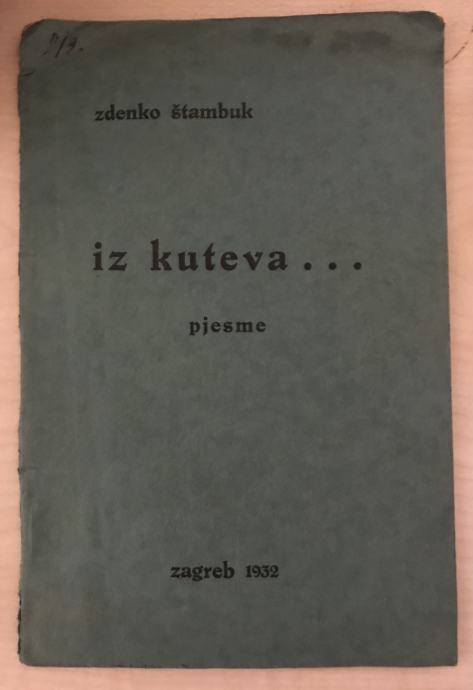 zdenko štambuk
iz kuteva...
pjesme
zagreb 1932